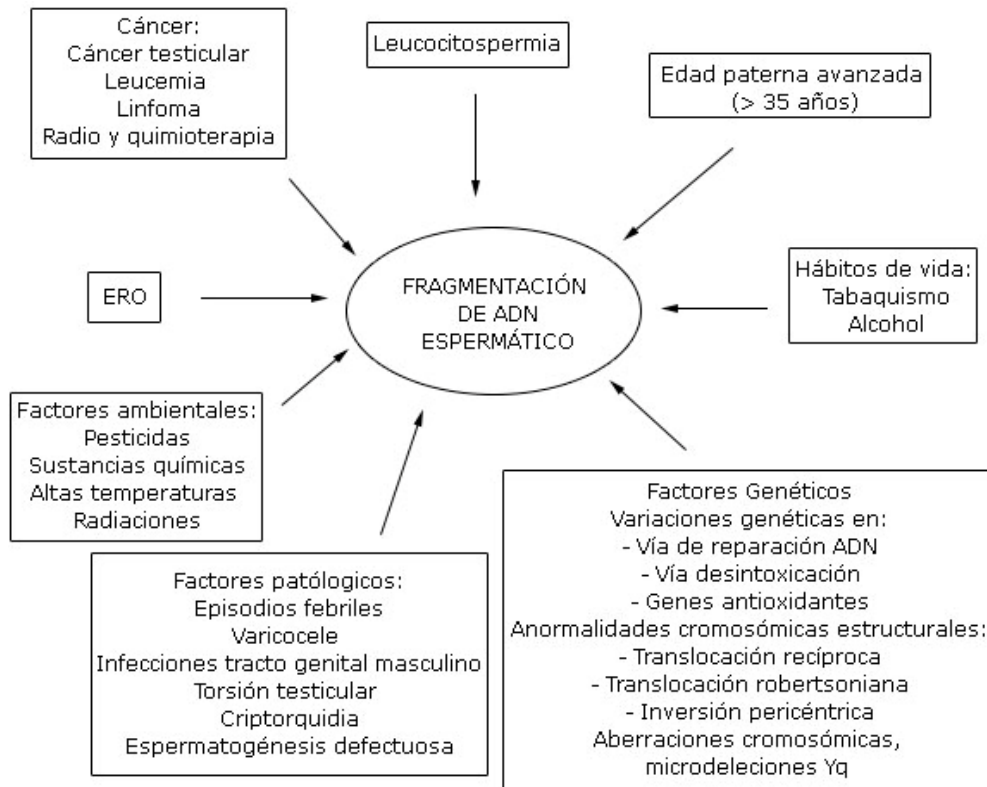 Cáncer:
Cáncer testicular
Leucemia
Linfoma
Radio y quimioterapia
Leucocitospermia
Edad paterna avanzada
(> 35 años)
ERO
FRAGMENTACIÓN
DE ADN
ESPERMÁTICO
Hábitos de vida:
Tabaquismo
Alcohol
Factores ambientales:
Pesticidas
Sustancias químicas
Altas temperaturas
Radiaciones
Factores patólogicos:
Episodios febriles
Varicocele
Infecciones tracto genital masculino
Torsión testicular
Criptorquidia
Espermatogénesis defectuosa
Factores Genéticos
Variaciones genéticas en:
- Vía de reparación ADN
- Vía desintoxicación
- Genes antioxidantes
Anormalidades cromosómicas estructurales:
- Translocación recíproca
- Translocación robertsoniana
- Inversión pericéntrica
Aberraciones cromosómicas,
microdeleciones Yq